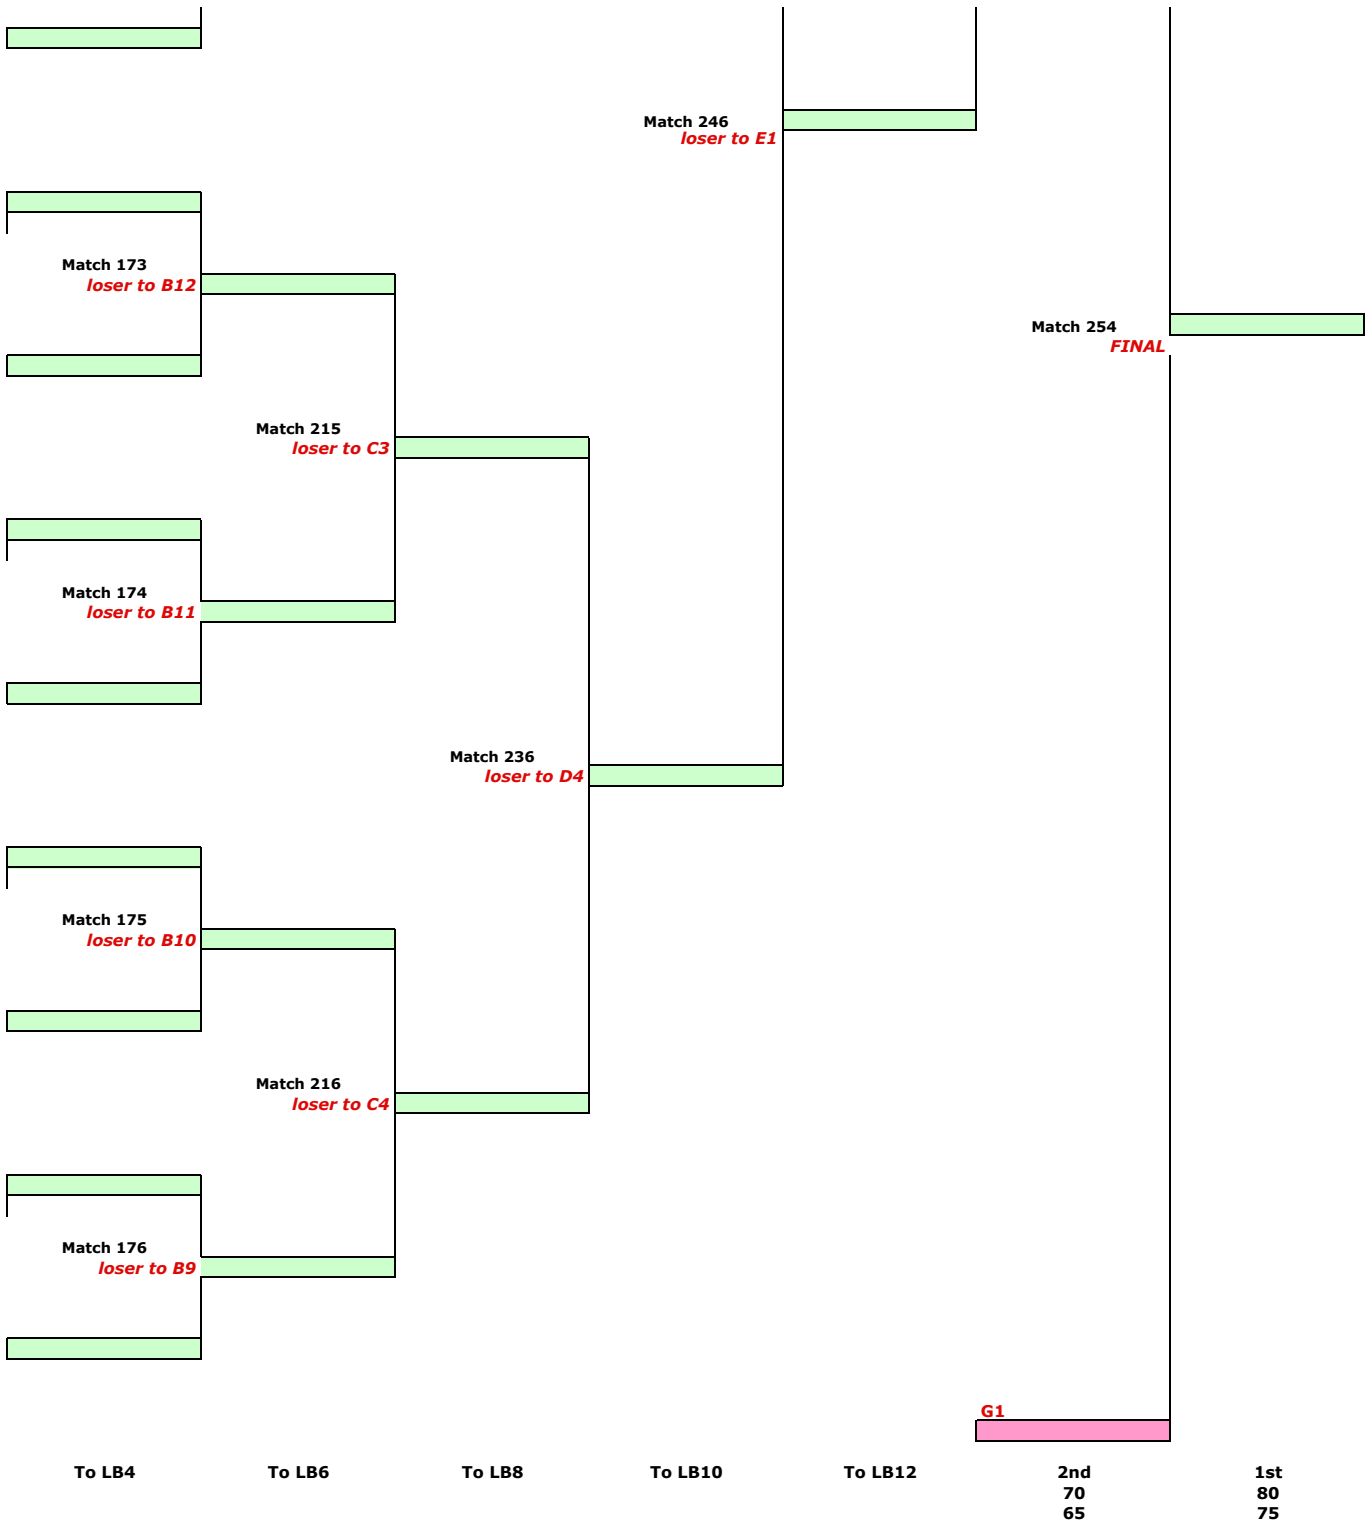 Match 246
loser to E1
Match 173
loser to B12
Match 254
FINAL
Match 215
loser to C3
Match 174
loser to B11
Match 236
loser to D4
Match 175
loser to B10
Match 216
loser to C4
Match 176
loser to B9
G1
To LB4 To LB6 To LB8 To LB10 To LB12 2nd 1st
70 80
65 75